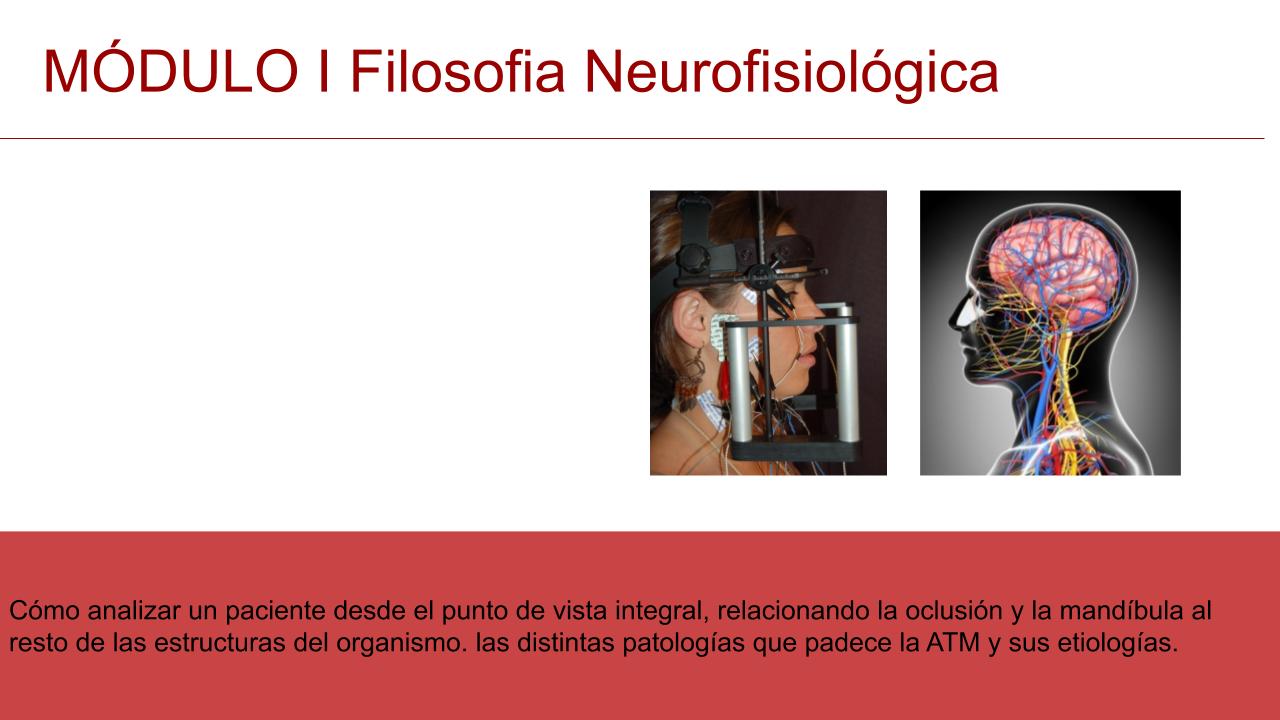 MÓDULO I Filosofia Neurofisiológica
Cómo analizar un paciente desde el punto de vista integral, relacionando la oclusión y la mandíbula al
resto de las estructuras del organismo. las distintas patologías que padece la ATM y sus etiologías.